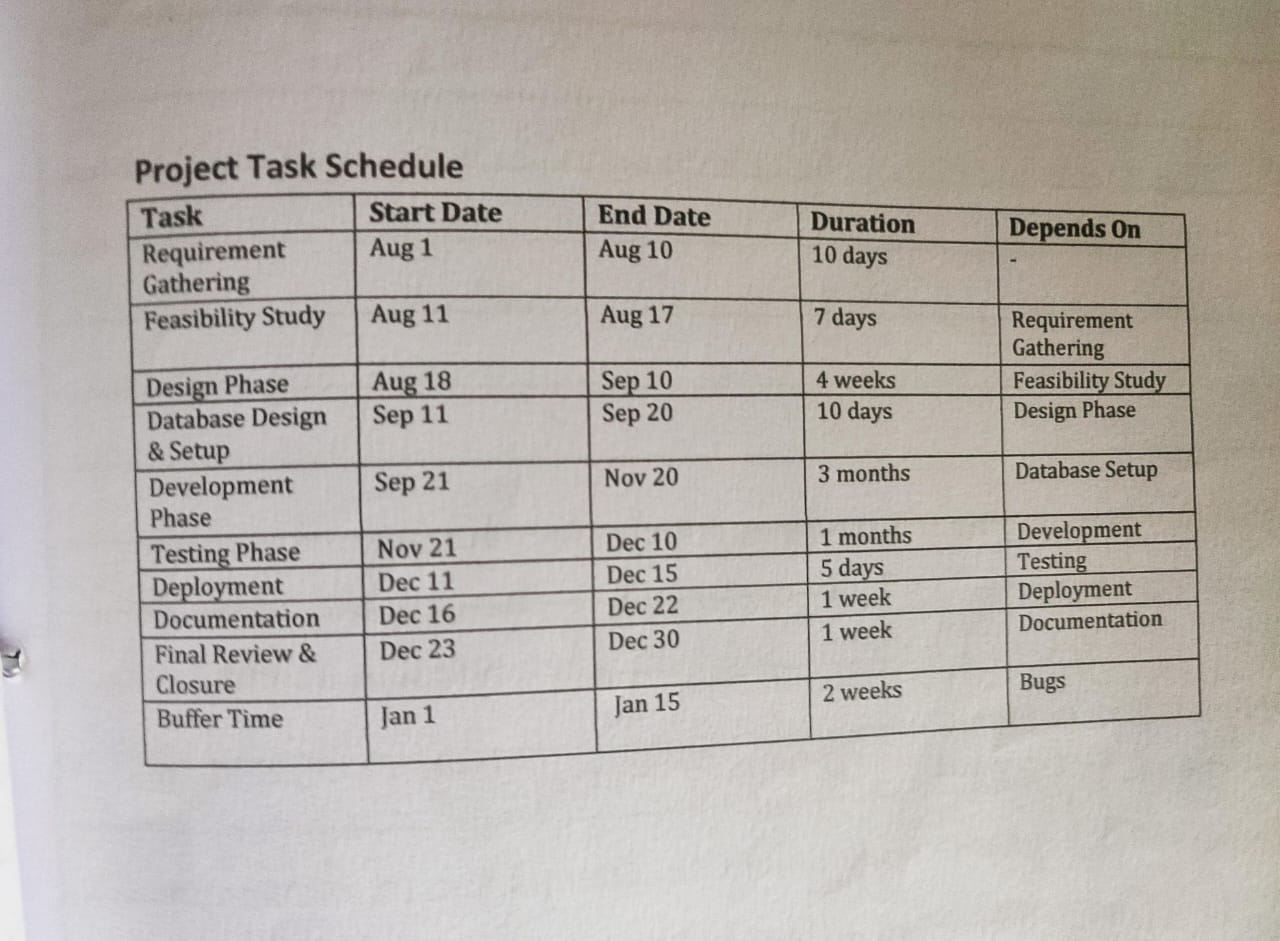 Project Task Schedule
Task Start Date End Date Duration Depends On
Requirement Aug 1 Aug 10 10 days -
Gathering
Feasibility Study Aug 11 Aug 17 7 days Requirement
Gathering
Design Phase Aug 18 Sep 10 4 weeks Feasibility Study
Database Design Sep 11 Sep 20 10 days Design Phase
& Setup
Development Sep 21 Nov 20 3 months Database Setup
Phase
Testing Phase Nov 21 Dec 10 1 months Development
Deployment Dec 11 Dec 15 5 days Testing
Documentation Dec 16 Dec 22 1 week Deployment
Final Review & Dec 23 Dec 30 1 week Documentation
Closure
Buffer Time Jan 1 Jan 15 2 weeks Bugs